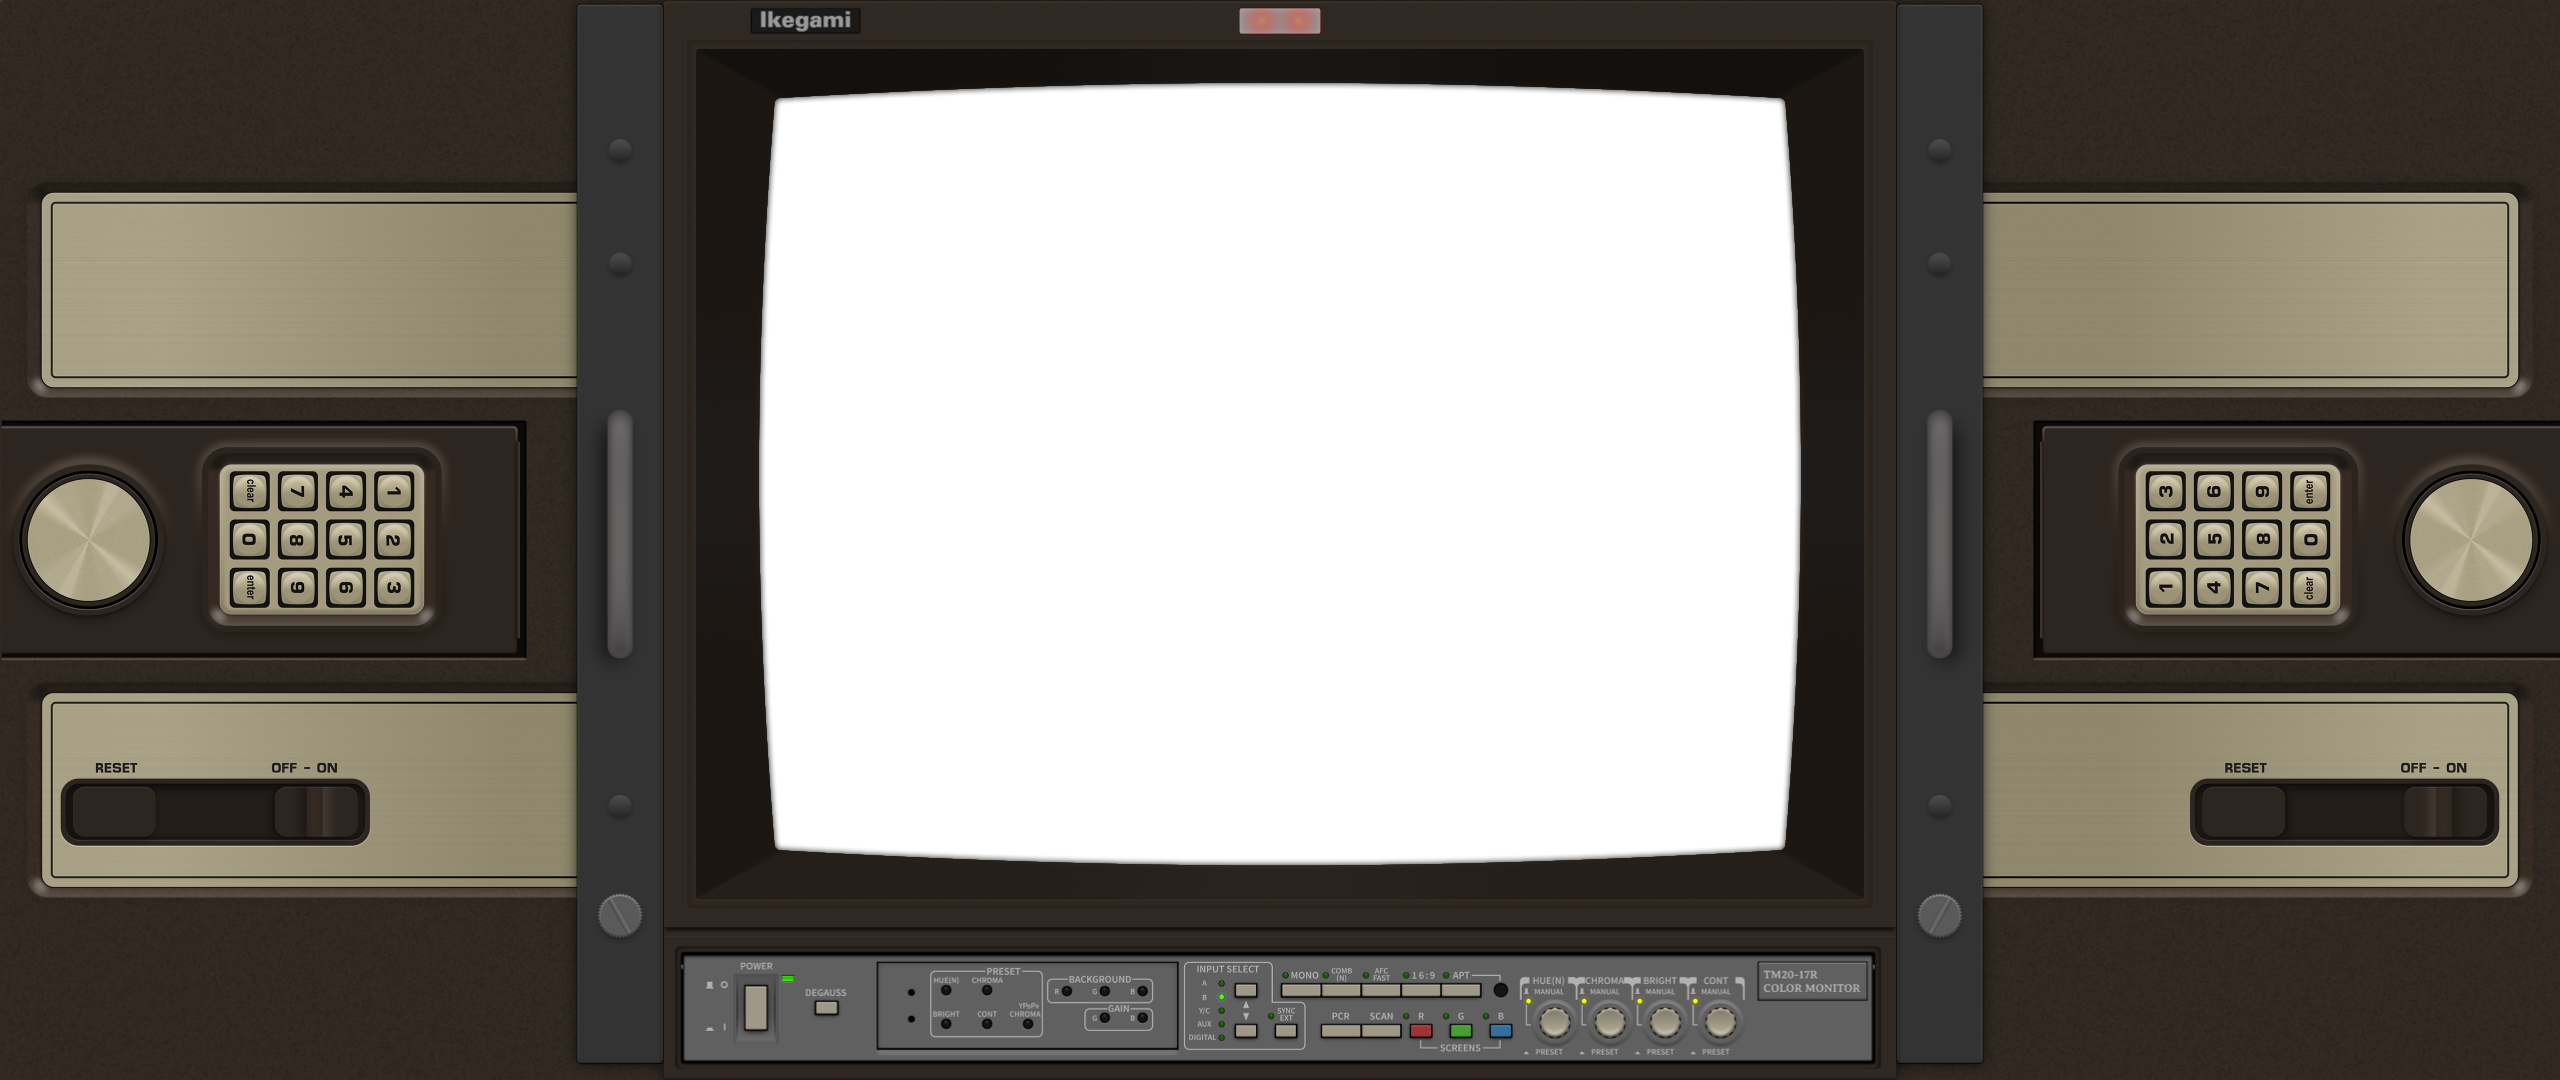 Ikegami
clear 7 4 1
0 8 5 2
enter 9 6 3
3 6 9 enter
2 5 8 0
1 4 7 clear
RESET OFF - ON
RESET OFF - ON
POWER
DEGAUSS
PRESET
HUE(N) CHROMA
YPBPR
BRIGHT CONT CHROMA
BACKGROUND
R G B
GAIN
G B
INPUT SELECT
A
B
Y/C
AUX
DIGITAL
SYNC
EXT
MONO
COMB
(N)
AFC
FAST
16:9
APT
PCR SCAN R G B
SCREENS
HUE(N) CHROMA BRIGHT CONT
MANUAL MANUAL MANUAL MANUAL
PRESET PRESET PRESET PRESET
TM20-17R
COLOR MONITOR